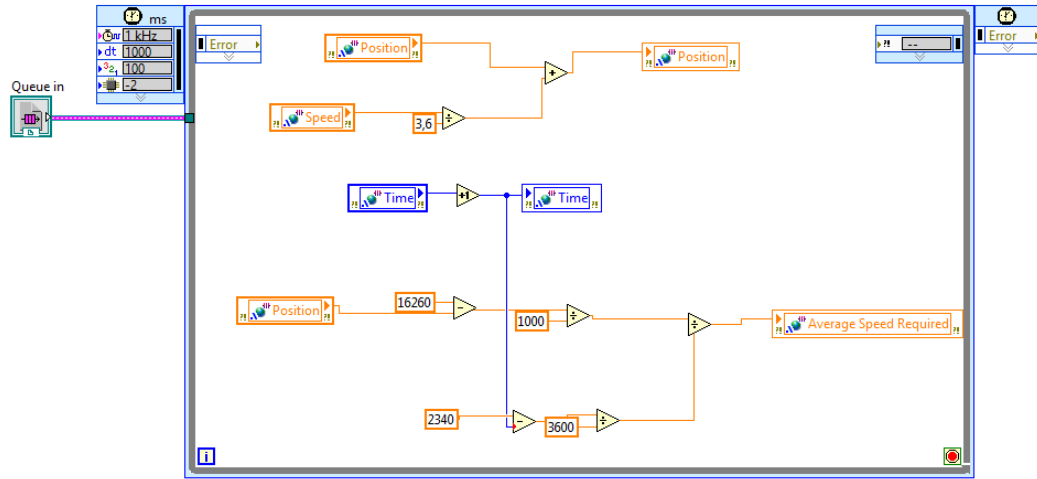 ms
1 kHz
dt 1000
100
-2
Queue in
Error
Position
Position
+
Speed
3,6
÷
--
Error
Time
+1
Time
Position
16260
-
1000
÷
÷
Average Speed Required
2340
-
3600
÷
i